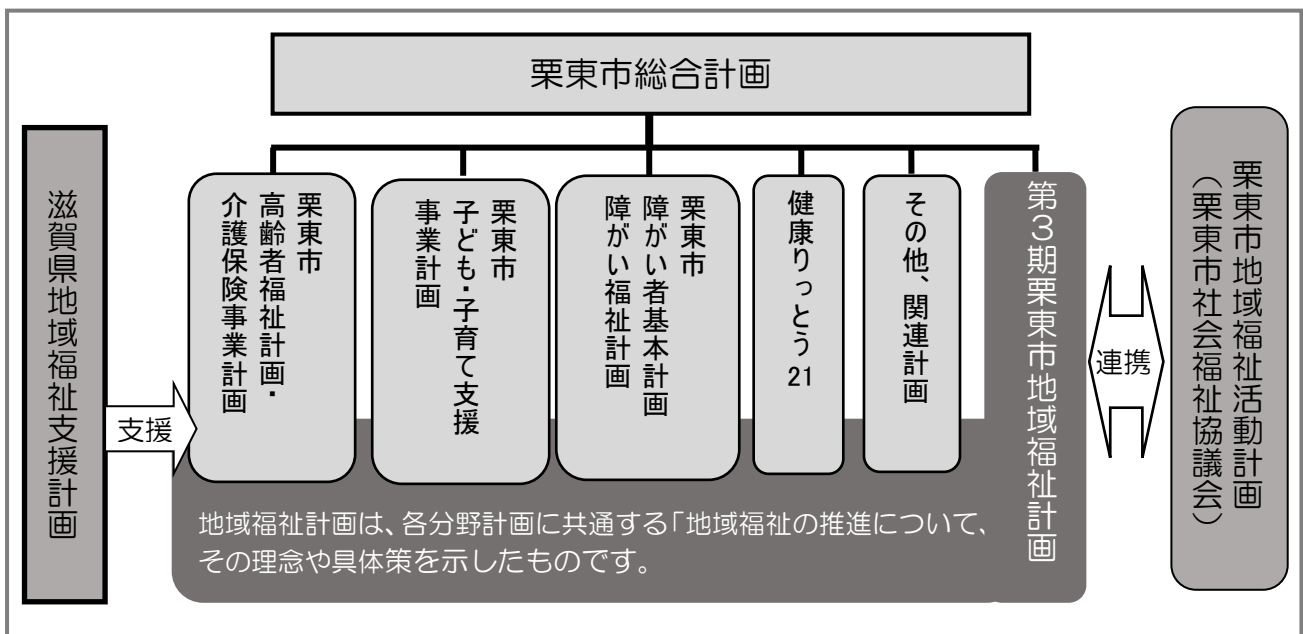 栗東市総合計画
滋賀県地域福祉支援計画
支援
栗東市
高齢者福祉計画・
介護保険事業計画
栗東市
子ども・子育て支援
事業計画
栗東市
障がい者基本計画
障がい福祉計画
健康りっとう21
その他、関連計画
第3期栗東市地域福祉計画
連携
栗東市地域福祉活動計画
（栗東市社会福祉協議会）
地域福祉計画は、各分野計画に共通する「地域福祉の推進について、
その理念や具体策を示したものです。